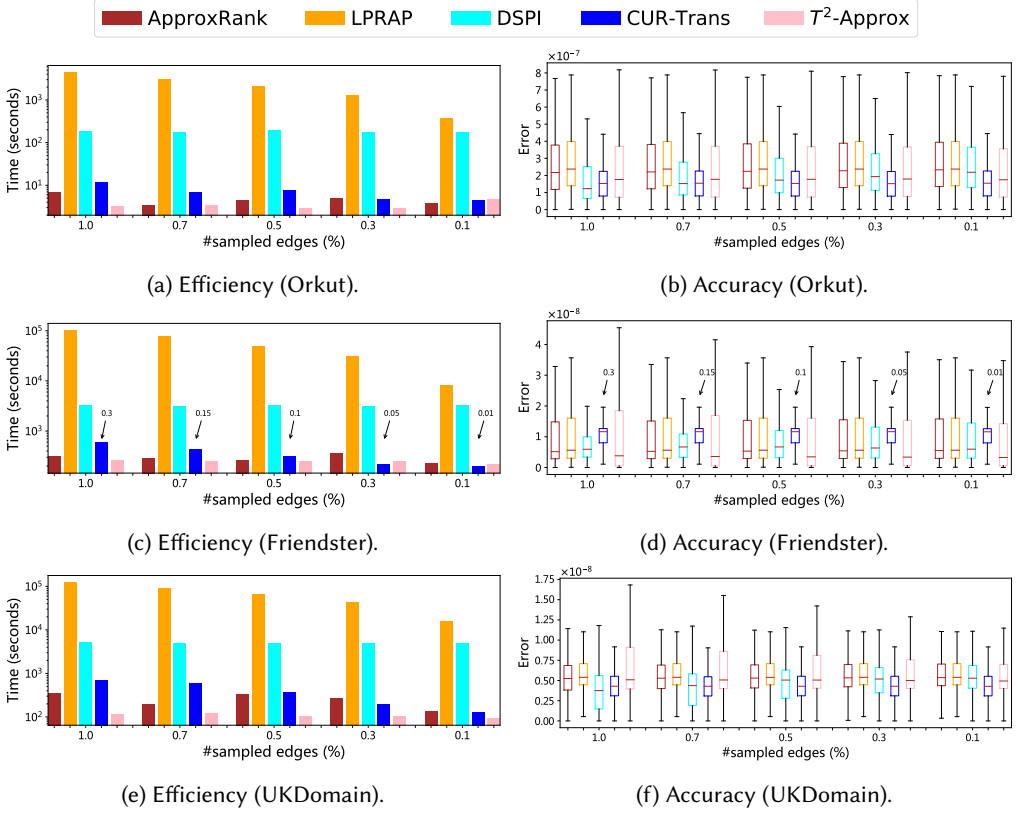 ApproxRank LPRAP DSPI CUR-Trans T²-Approx
Time (seconds)
10³
10²
10¹
1.0 0.7 0.5 0.3 0.1
#sampled edges (%)
(a) Efficiency (Orkut).
×10⁻⁷
Error
8
7
6
5
4
3
2
1
0
1.0 0.7 0.5 0.3 0.1
#sampled edges (%)
(b) Accuracy (Orkut).
Time (seconds)
10⁵
10⁴
10³
0.3 0.15 0.1 0.05 0.01
1.0 0.7 0.5 0.3 0.1
#sampled edges (%)
(c) Efficiency (Friendster).
×10⁻⁸
Error
4
3
2
1
0
0.3 0.15 0.1 0.05 0.01
1.0 0.7 0.5 0.3 0.1
#sampled edges (%)
(d) Accuracy (Friendster).
Time (seconds)
10⁵
10⁴
10³
10²
1.0 0.7 0.5 0.3 0.1
#sampled edges (%)
(e) Efficiency (UKDomain).
×10⁻⁸
Error
1.75
1.50
1.25
1.00
0.75
0.50
0.25
0.00
1.0 0.7 0.5 0.3 0.1
#sampled edges (%)
(f) Accuracy (UKDomain).